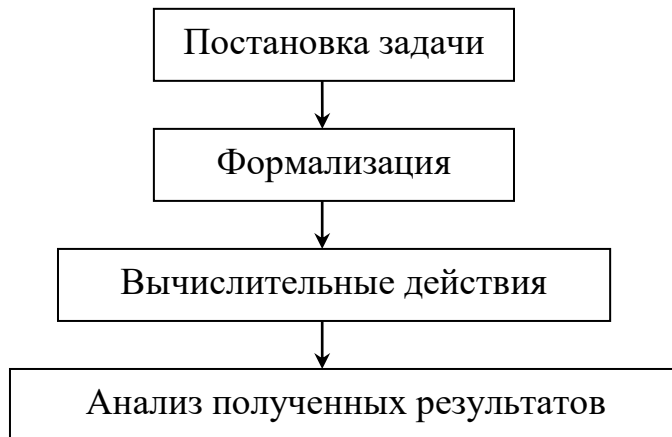 Постановка задачи
Формализация
Вычислительные действия
Анализ полученных результатов